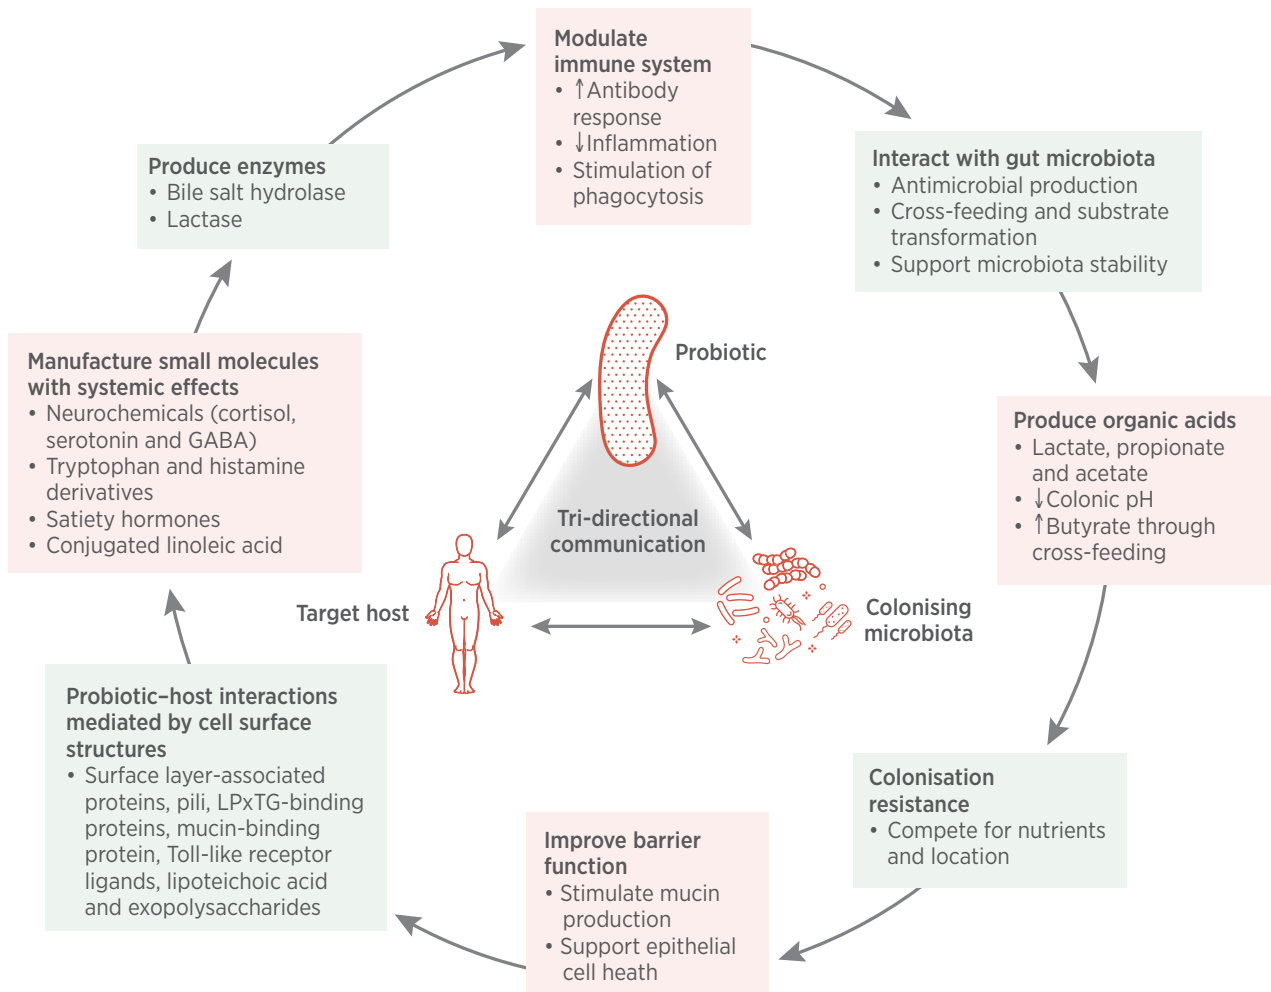 Modulate
immune system
• ↑Antibody
response
• ↓Inflammation
• Stimulation of
phagocytosis
Interact with gut microbiota
• Antimicrobial production
• Cross-feeding and substrate
transformation
• Support microbiota stability
Produce organic acids
• Lactate, propionate
and acetate
• ↓Colonic pH
• ↑Butyrate through
cross-feeding
Colonisation
resistance
• Compete for nutrients
and location
Improve barrier
function
• Stimulate mucin
production
• Support epithelial
cell heath
Probiotic–host interactions
mediated by cell surface
structures
• Surface layer-associated
proteins, pili, LPxTG-binding
proteins, mucin-binding
protein, Toll-like receptor
ligands, lipoteichoic acid
and exopolysaccharides
Manufacture small molecules
with systemic effects
• Neurochemicals (cortisol,
serotonin and GABA)
• Tryptophan and histamine
derivatives
• Satiety hormones
• Conjugated linoleic acid
Produce enzymes
• Bile salt hydrolase
• Lactase
Probiotic
Tri-directional
communication
Target host
Colonising
microbiota